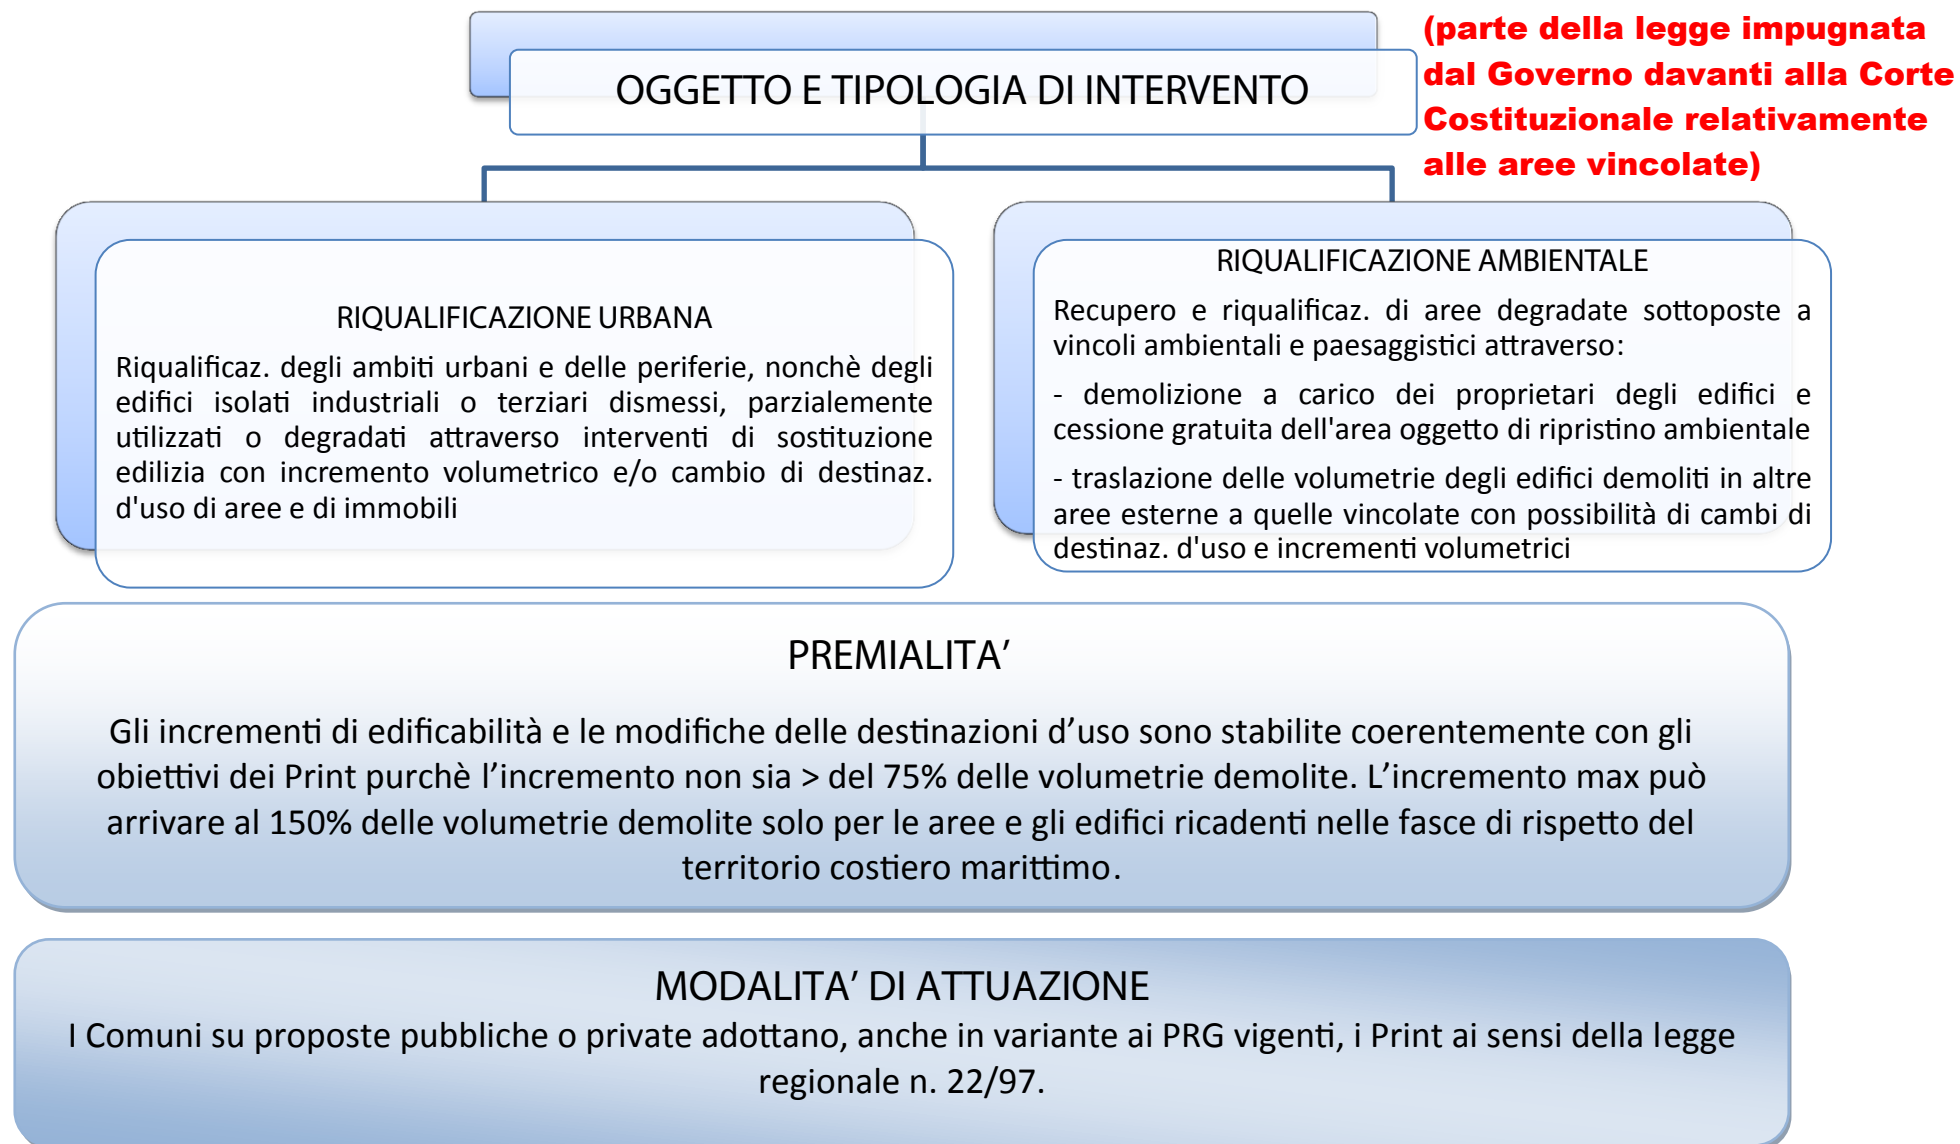 OGGETTO E TIPOLOGIA DI INTERVENTO
(parte della legge impugnata
dal Governo davanti alla Corte
Costituzionale relativamente
alle aree vincolate)
RIQUALIFICAZIONE URBANA
Riqualificaz. degli ambiti urbani e delle periferie, nonchè degli
edifici isolati industriali o terziari dismessi, parzialemente
utilizzati o degradati attraverso interventi di sostituzione
edilizia con incremento volumetrico e/o cambio di destinaz.
d'uso di aree e di immobili
RIQUALIFICAZIONE AMBIENTALE
Recupero e riqualificaz. di aree degradate sottoposte a
vincoli ambientali e paesaggistici attraverso:
- demolizione a carico dei proprietari degli edifici e
cessione gratuita dell'area oggetto di ripristino ambientale
- traslazione delle volumetrie degli edifici demoliti in altre
aree esterne a quelle vincolate con possibilità di cambi di
destinaz. d'uso e incrementi volumetrici
PREMIALITA’
Gli incrementi di edificabilità e le modifiche delle destinazioni d’uso sono stabilite coerentemente con gli
obiettivi dei Print purchè l’incremento non sia > del 75% delle volumetrie demolite. L’incremento max può
arrivare al 150% delle volumetrie demolite solo per le aree e gli edifici ricadenti nelle fasce di rispetto del
territorio costiero marittimo.
MODALITA’ DI ATTUAZIONE
I Comuni su proposte pubbliche o private adottano, anche in variante ai PRG vigenti, i Print ai sensi della legge
regionale n. 22/97.